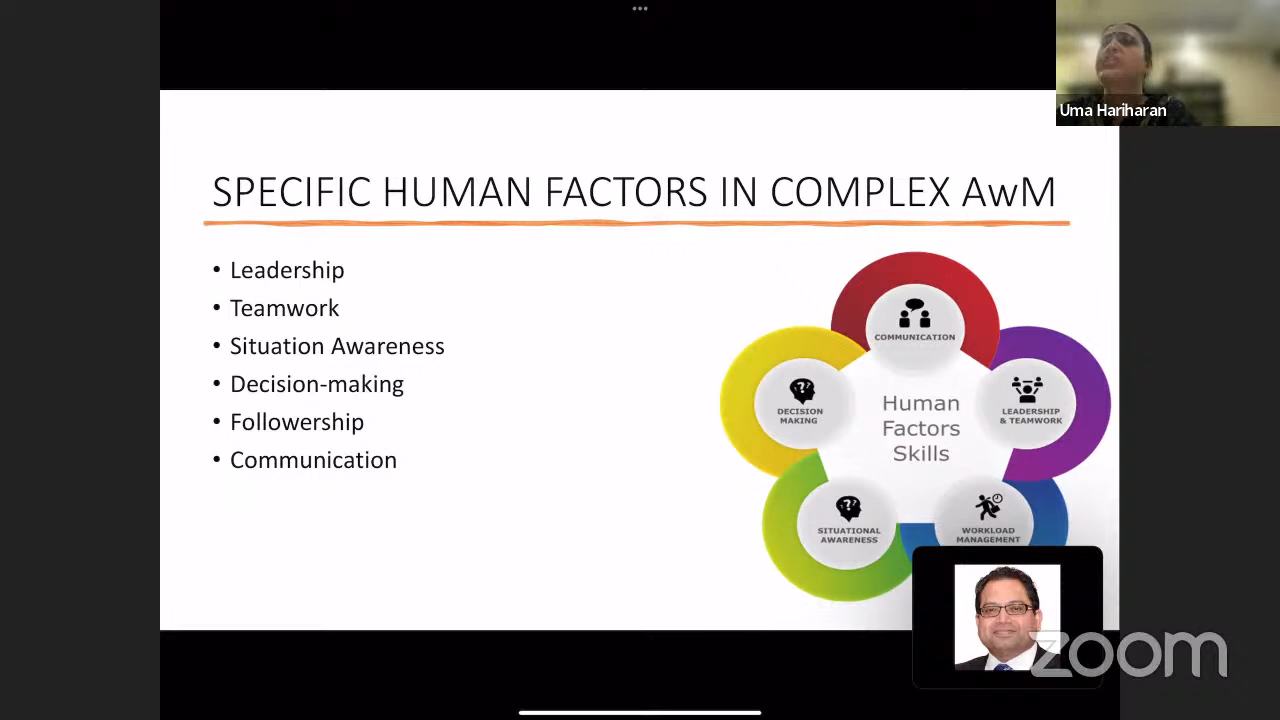 Uma Hariharan
SPECIFIC HUMAN FACTORS IN COMPLEX AwM
• Leadership
• Teamwork
• Situation Awareness
• Decision-making
• Followership
• Communication
COMMUNICATION
DECISION
MAKING
Human
Factors
Skills
LEADERSHIP
& TEAMWORK
SITUATIONAL
AWARENESS
WORKLOAD
MANAGEMENT
zoom